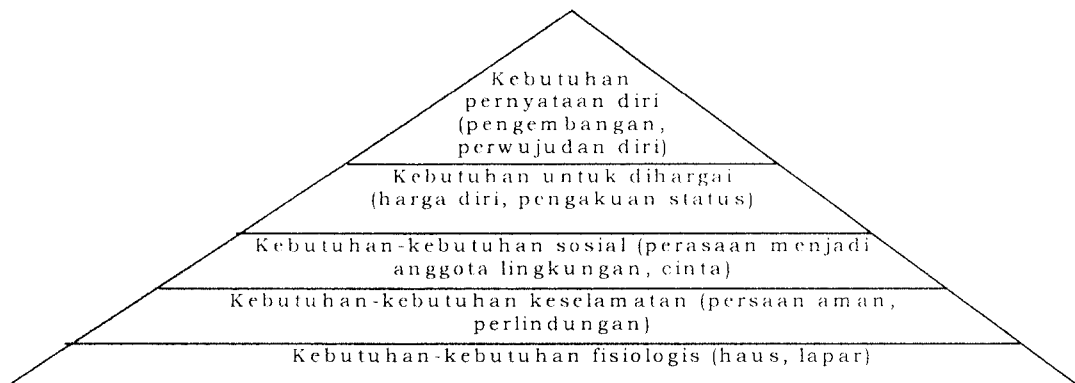 Kebutuhan
pernyataan diri
(pengembangan,
perwujudan diri)
Kebutuhan untuk dihargai
(harga diri, pengakuan status)
Kebutuhan-kebutuhan sosial (perasaan menjadi
anggota lingkungan, cinta)
Kebutuhan-kebutuhan keselamatan (persaan aman,
perlindungan)
Kebutuhan-kebutuhan fisiologis (haus, lapar)